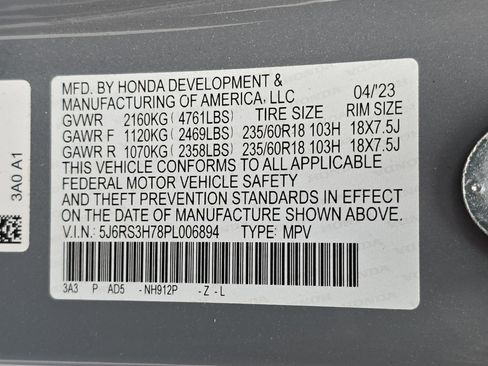 MFD. BY HONDA DEVELOPMENT &
MANUFACTURING OF AMERICA, LLC 04/'23
GVWR 2160KG (4761LBS) TIRE SIZE RIM SIZE
GAWR F 1120KG (2469LBS) 235/60R18 103H 18X7.5J
GAWR R 1070KG (2358LBS) 235/60R18 103H 18X7.5J
THIS VEHICLE CONFORMS TO ALL APPLICABLE
FEDERAL MOTOR VEHICLE SAFETY
AND THEFT PREVENTION STANDARDS IN EFFECT
ON THE DATE OF MANUFACTURE SHOWN ABOVE.
V.I.N.: 5J6RS3H78PL006894 TYPE: MPV
3A3 P AD5 - NH912P - Z - L
3A0 A1